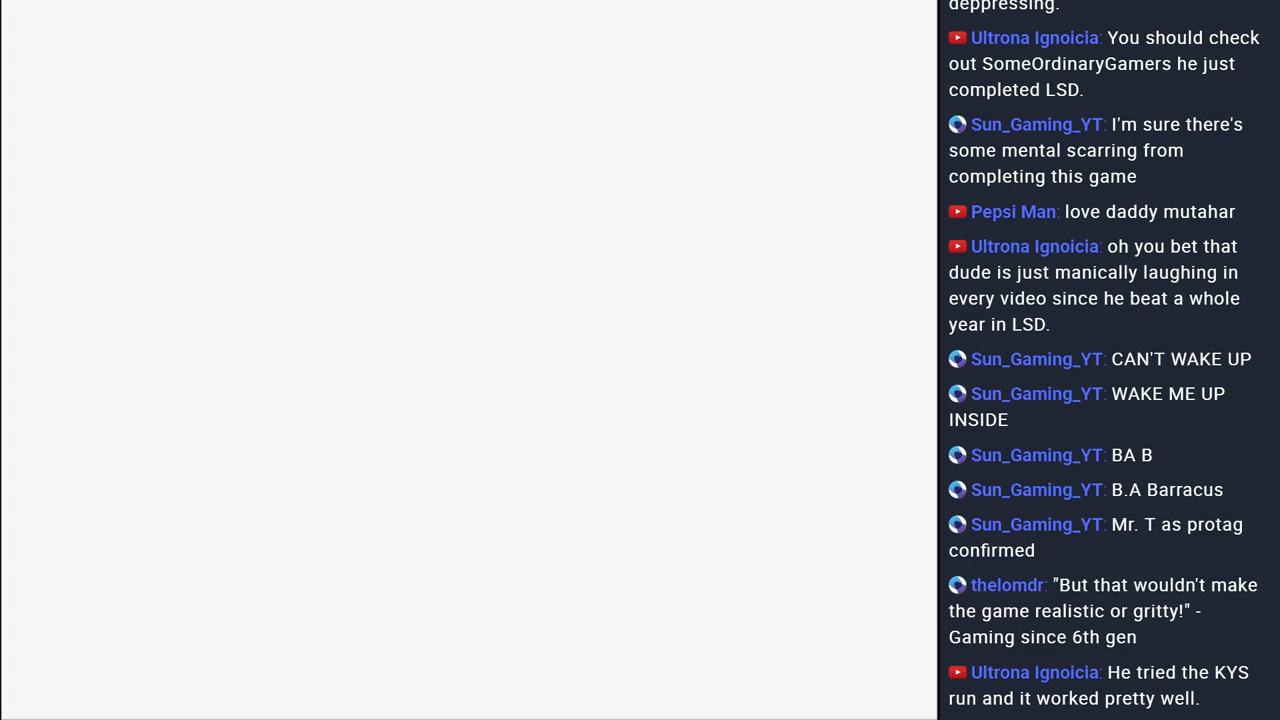 deppressing.
Ultrona Ignoicia: You should check
out SomeOrdinaryGamers he just
completed LSD.
Sun_Gaming_YT: I'm sure there's
some mental scarring from
completing this game
Pepsi Man: love daddy mutahar
Ultrona Ignoicia: oh you bet that
dude is just manically laughing in
every video since he beat a whole
year in LSD.
Sun_Gaming_YT: CAN'T WAKE UP
Sun_Gaming_YT: WAKE ME UP
INSIDE
Sun_Gaming_YT: BA B
Sun_Gaming_YT: B.A Barracus
Sun_Gaming_YT: Mr. T as protag
confirmed
thelomdr: "But that wouldn't make
the game realistic or gritty!" -
Gaming since 6th gen
Ultrona Ignoicia: He tried the KYS
run and it worked pretty well.